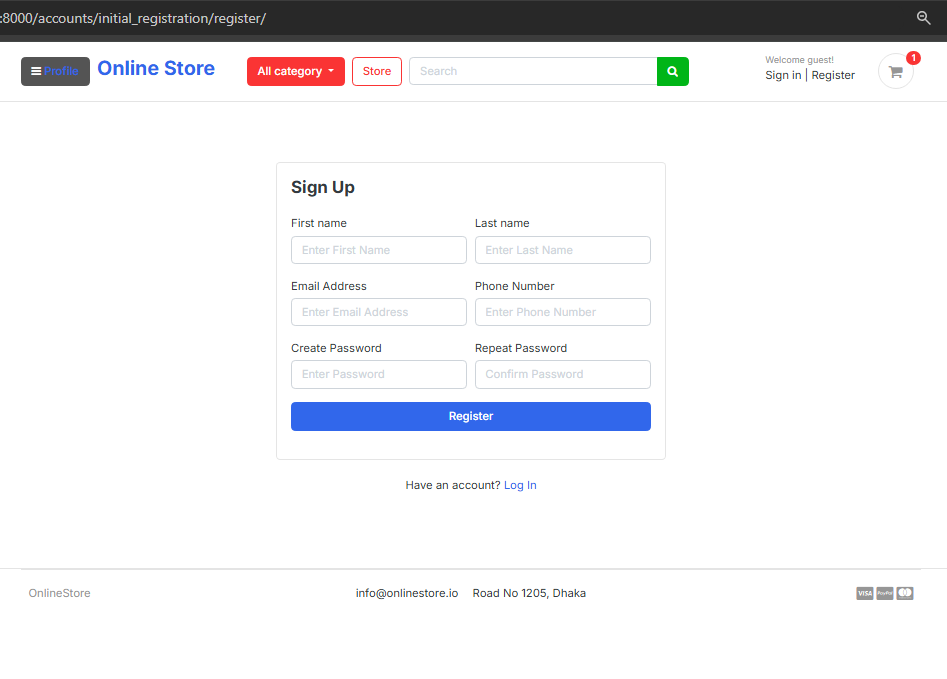 :8000/accounts/initial_registration/register/
Profile Online Store All category Store Search Welcome guest! 1
Sign in | Register
Sign Up
First name Last name
Enter First Name Enter Last Name
Email Address Phone Number
Enter Email Address Enter Phone Number
Create Password Repeat Password
Enter Password Confirm Password
Register
Have an account? Log In
OnlineStore info@onlinestore.io Road No 1205, Dhaka VISA PayPal